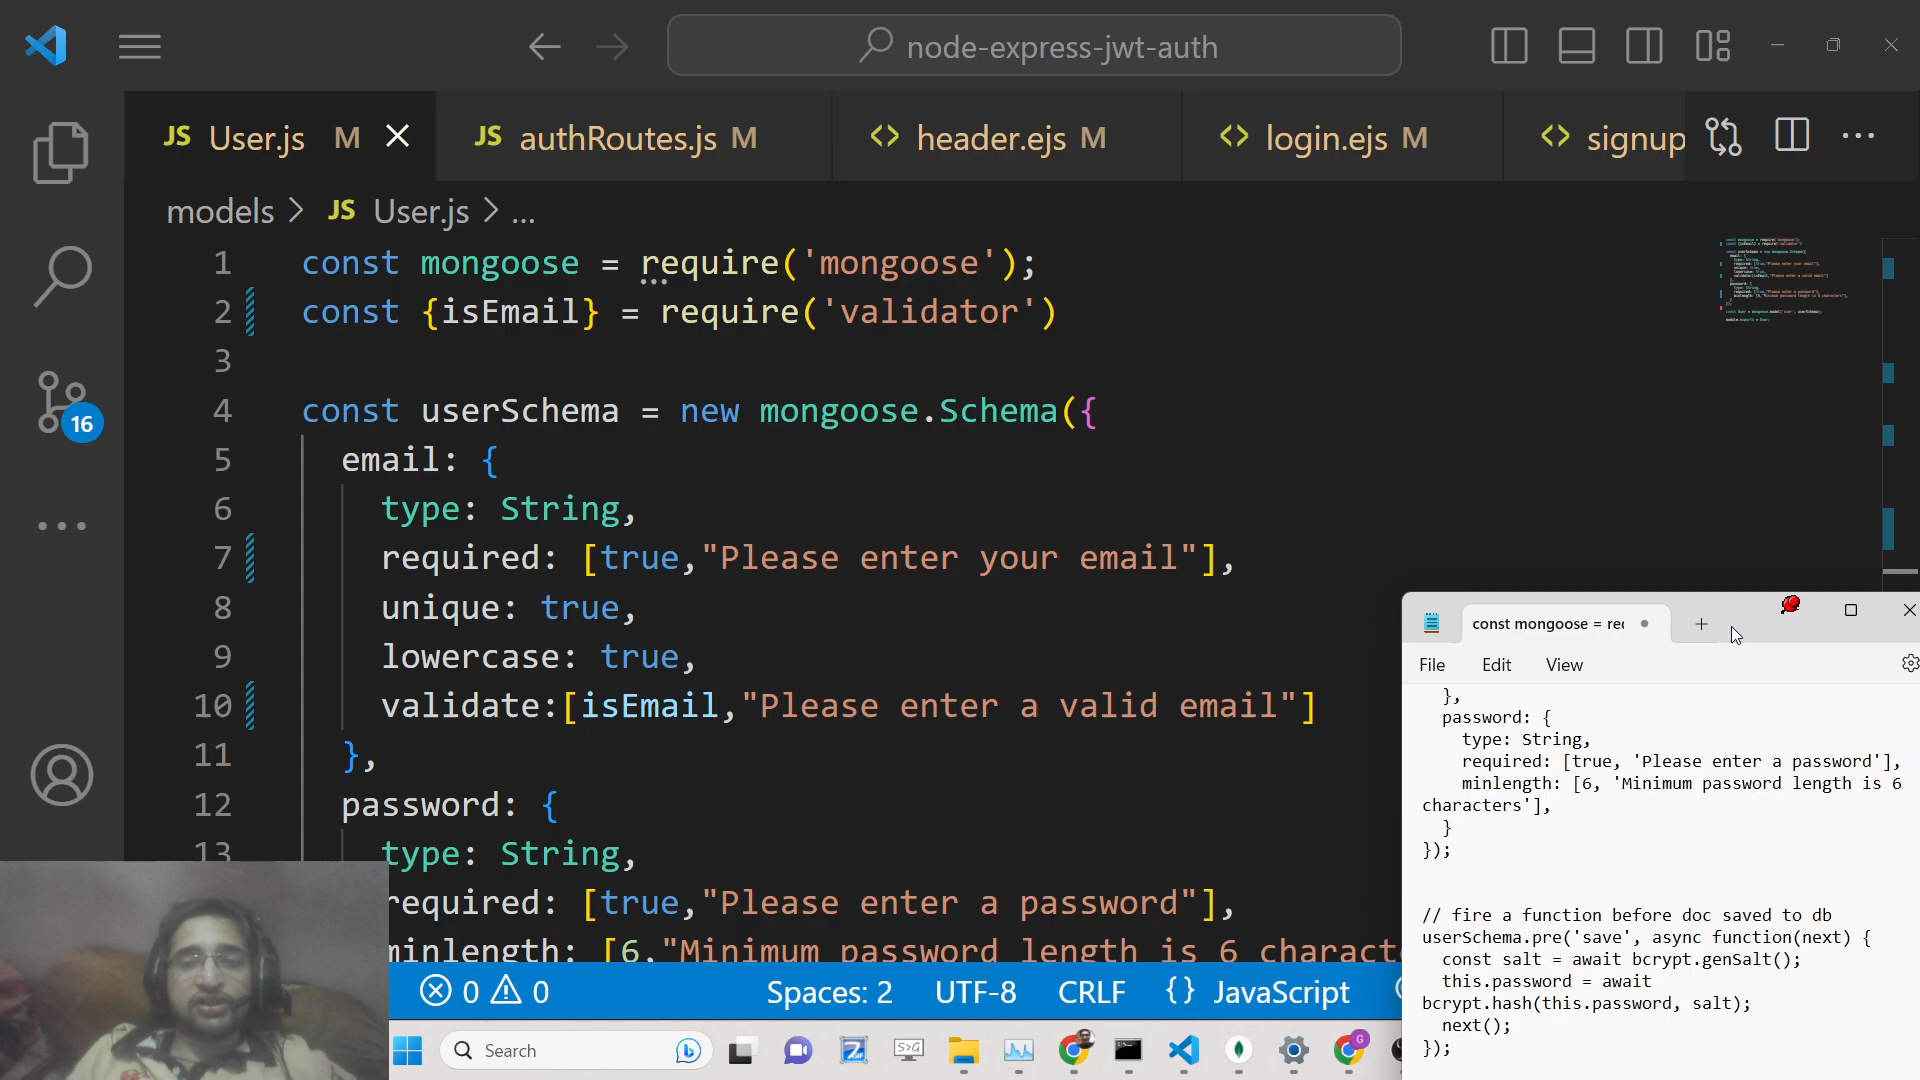 node-express-jwt-auth
JS User.js M
JS authRoutes.js M
<> header.ejs M
<> login.ejs M
<> signup
models > JS User.js > ...
1 const mongoose = require('mongoose');
2 const {isEmail} = require('validator')
3
4 const userSchema = new mongoose.Schema({
5 email: {
6 type: String,
7 required: [true,"Please enter your email"],
8 unique: true,
9 lowercase: true,
10 validate:[isEmail,"Please enter a valid email"]
11 },
12 password: {
13 type: String,
required: [true,"Please enter a password"],
minlength: [6,"Minimum password length is 6 charact
16
const mongoose = rec
File Edit View
},
password: {
type: String,
required: [true, 'Please enter a password'],
minlength: [6, 'Minimum password length is 6
characters'],
}
});
// fire a function before doc saved to db
userSchema.pre('save', async function(next) {
const salt = await bcrypt.genSalt();
this.password = await
bcrypt.hash(this.password, salt);
next();
});
0 0 Spaces: 2 UTF-8 CRLF {} JavaScript
Search